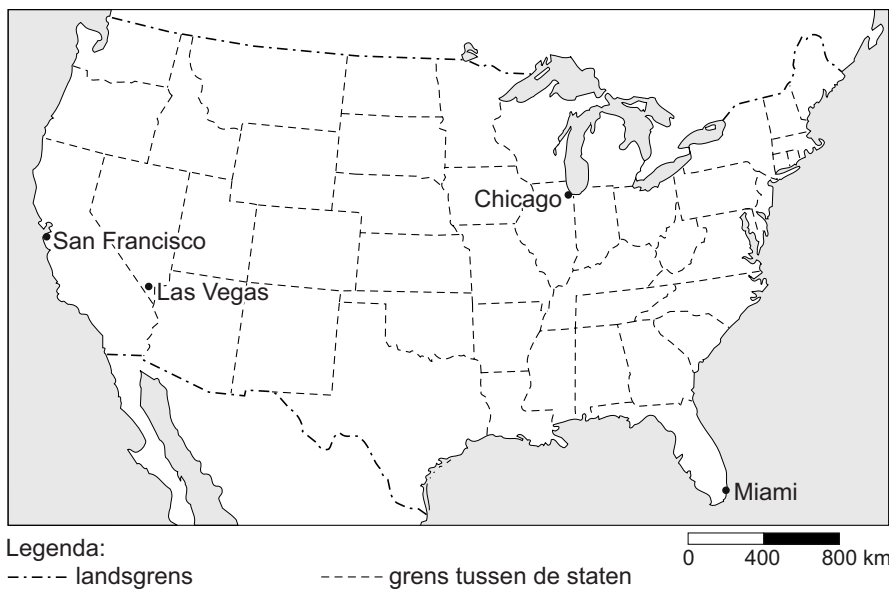 Chicago
San Francisco
Las Vegas
Miami
Legenda:
landsgrens
grens tussen de staten
0 400 800 km